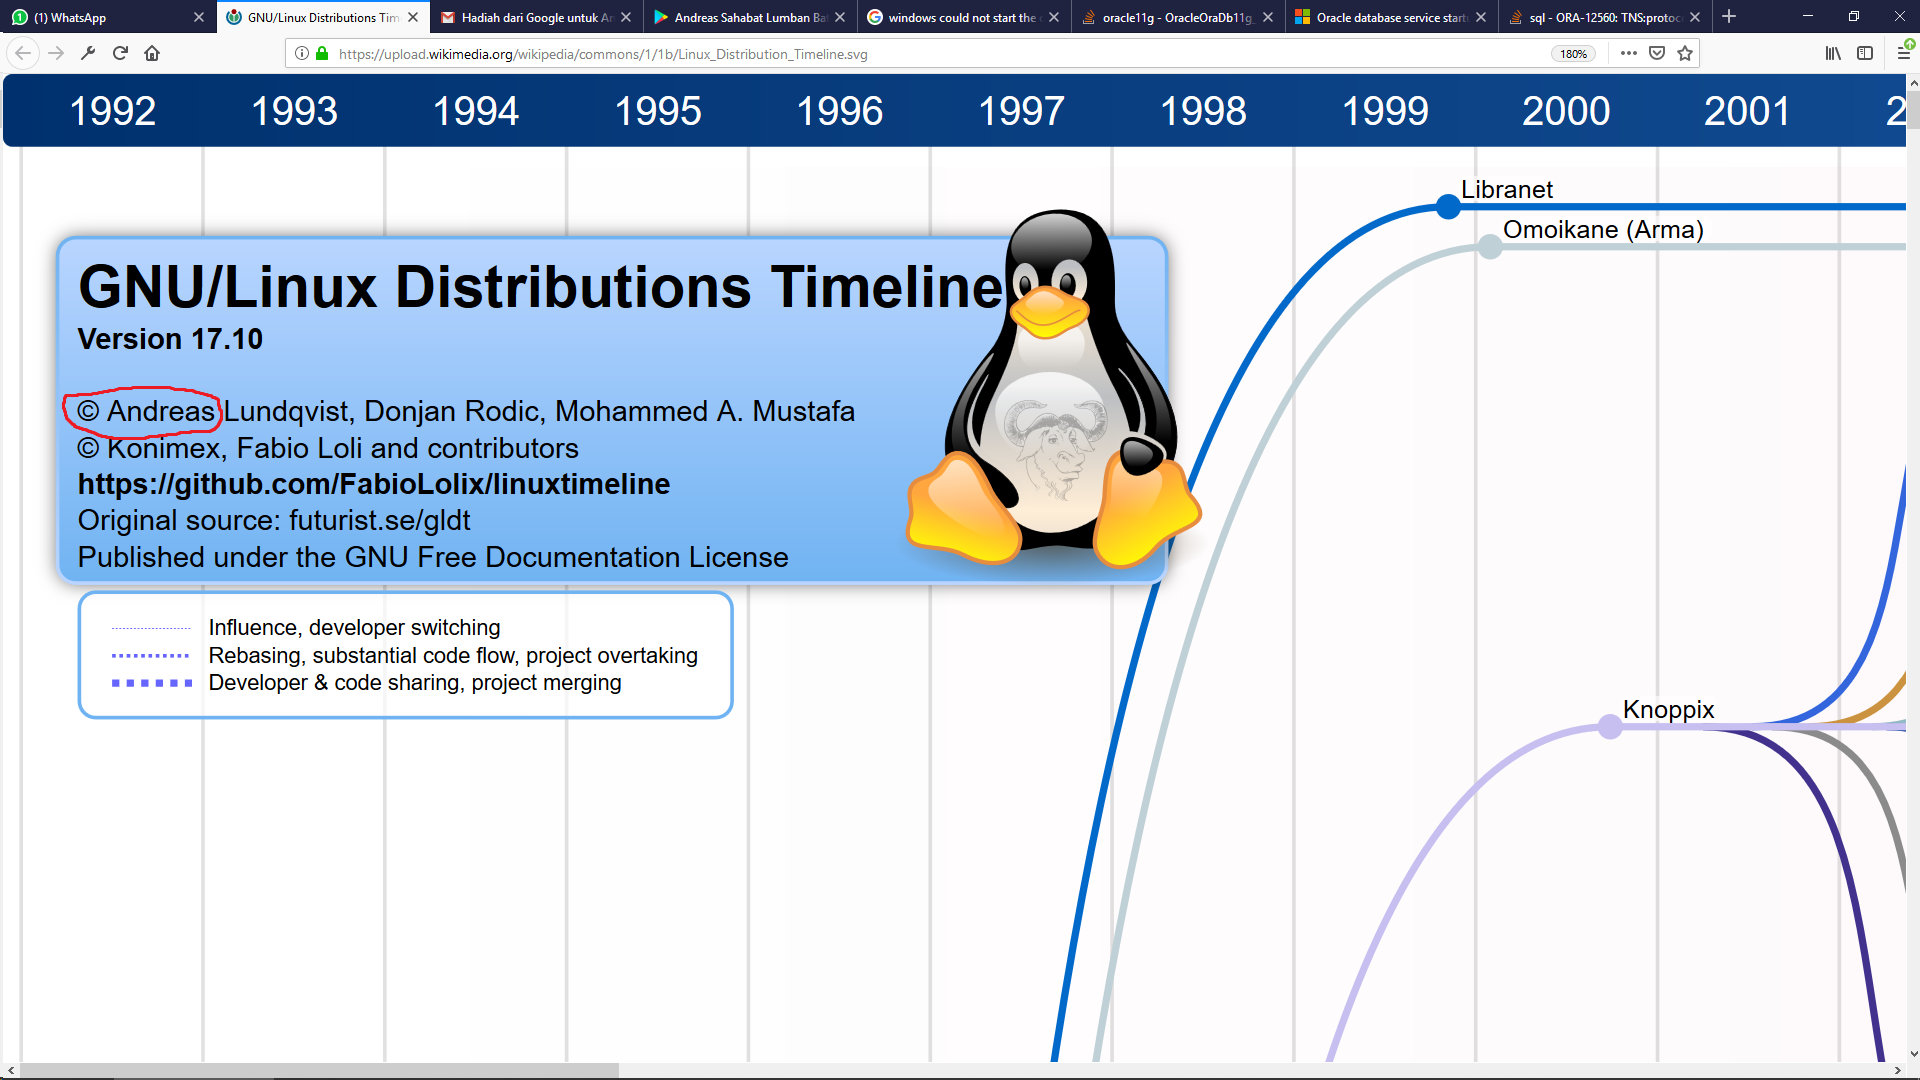 (1) WhatsApp
GNU/Linux Distributions Tim
Hadiah dari Google untuk An
Andreas Sahabat Lumban Ba
windows could not start the
oracle11g - OracleOraDb11g_
Oracle database service start
sql - ORA-12560: TNS:protoc
https://upload.wikimedia.org/wikipedia/commons/1/1b/Linux_Distribution_Timeline.svg
180%
1992 1993 1994 1995 1996 1997 1998 1999 2000 2001 2
Libranet
Omoikane (Arma)
GNU/Linux Distributions Timeline
Version 17.10
© Andreas Lundqvist, Donjan Rodic, Mohammed A. Mustafa
© Konimex, Fabio Loli and contributors
https://github.com/FabioLolix/linuxtimeline
Original source: futurist.se/gldt
Published under the GNU Free Documentation License
Influence, developer switching
Rebasing, substantial code flow, project overtaking
Developer & code sharing, project merging
Knoppix